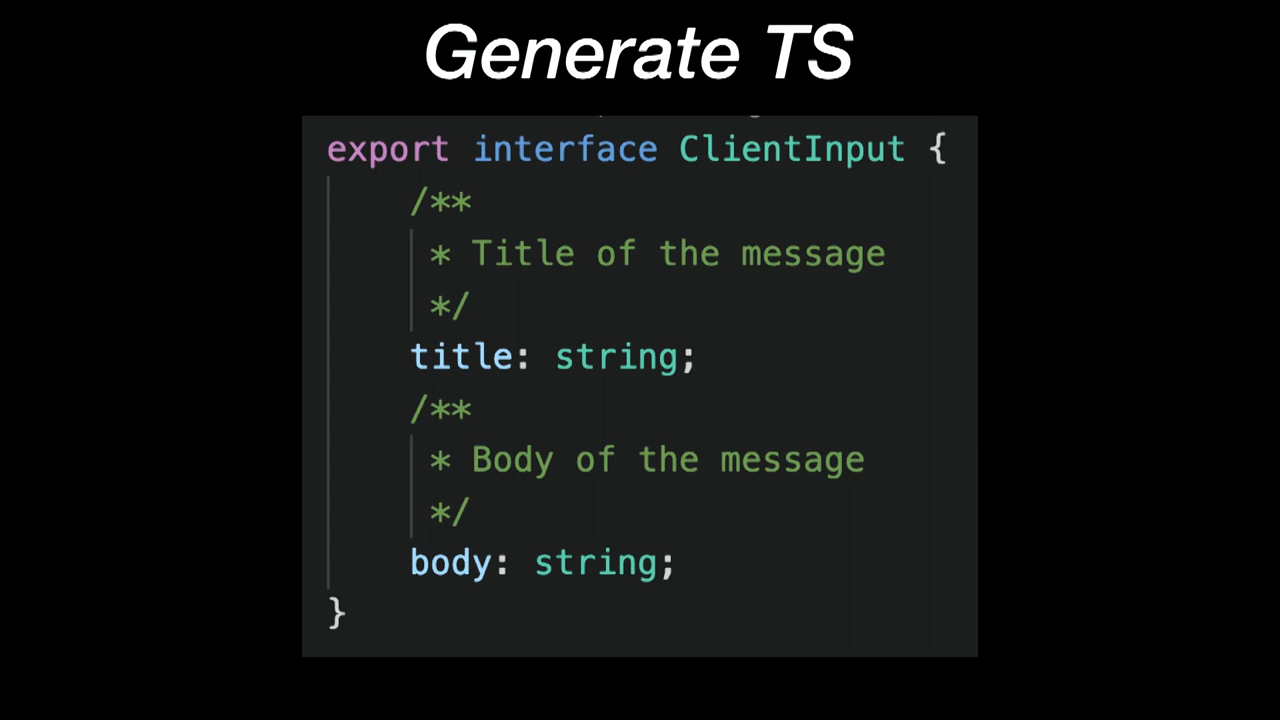 Generate TS
export interface ClientInput {
/**
* Title of the message
*/
title: string;
/**
* Body of the message
*/
body: string;
}